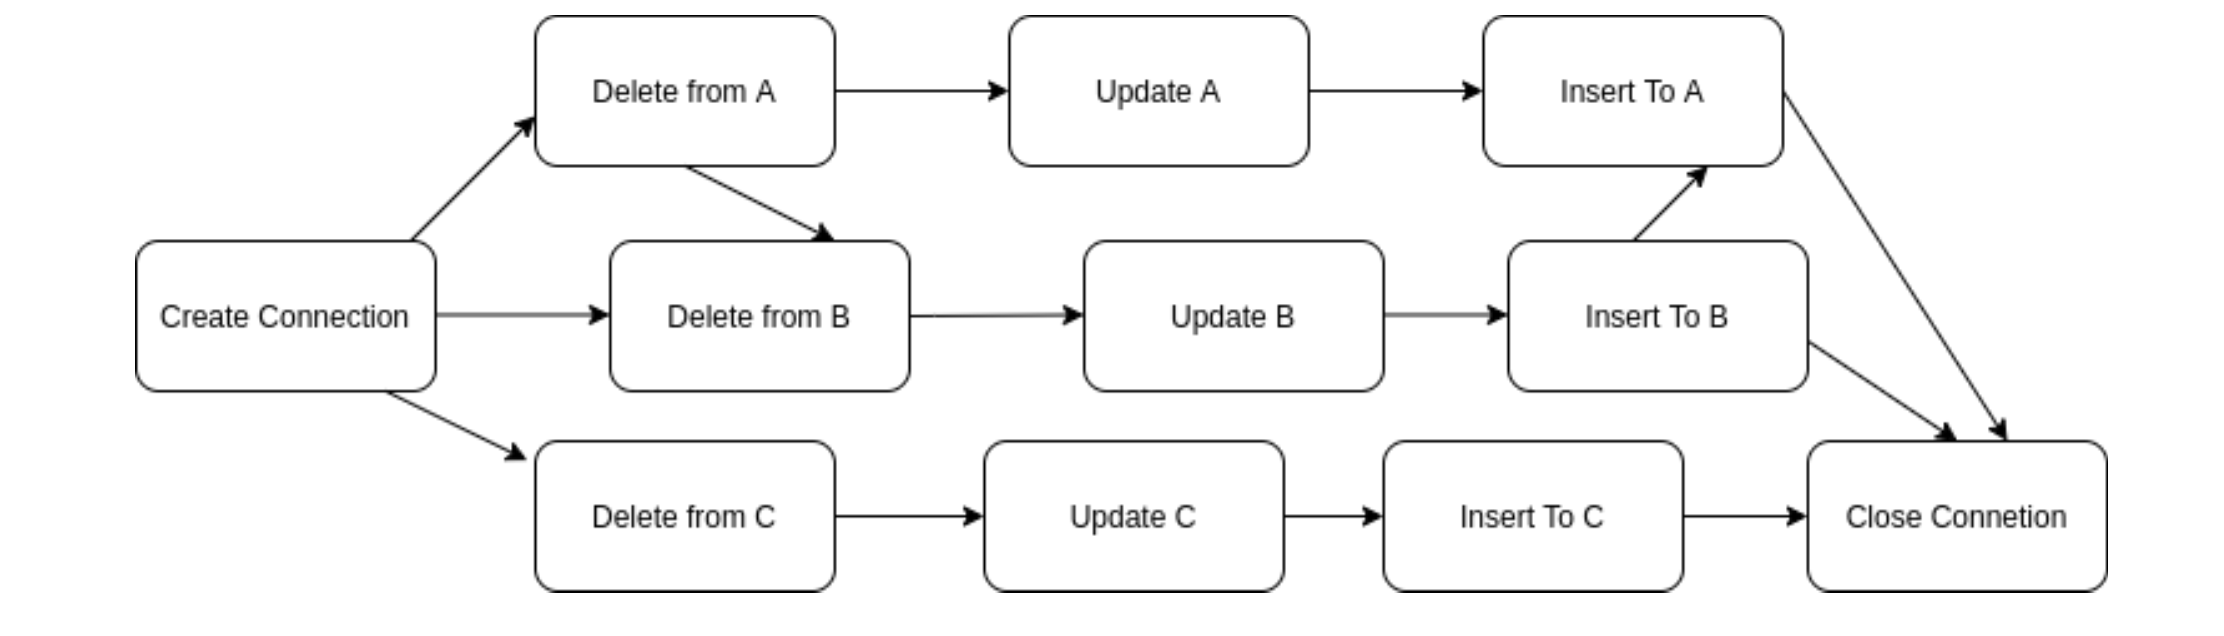 Delete from A
Update A
Insert To A
Create Connection
Delete from B
Update B
Insert To B
Delete from C
Update C
Insert To C
Close Connetion